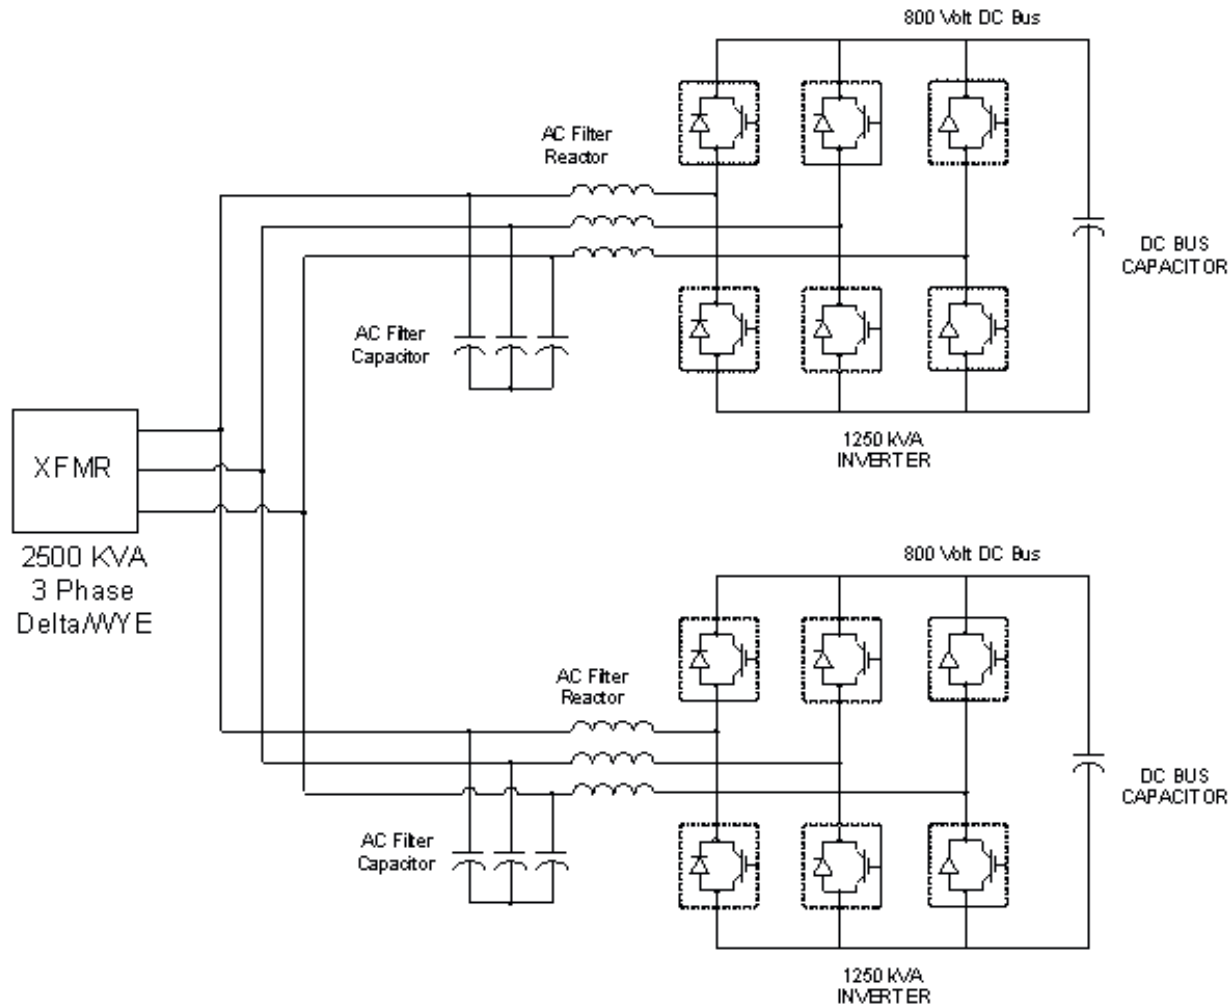 800 Volt DC Bus
AC Filter
Reactor
DC BUS
CAPACITOR
AC Filter
Capacitor
1250 kVA
INVERTER
XFMR
2500 KVA
3 Phase
Delta/WYE
800 Volt DC Bus
AC Filter
Reactor
DC BUS
CAPACITOR
AC Filter
Capacitor
1250 kVA
INVERTER